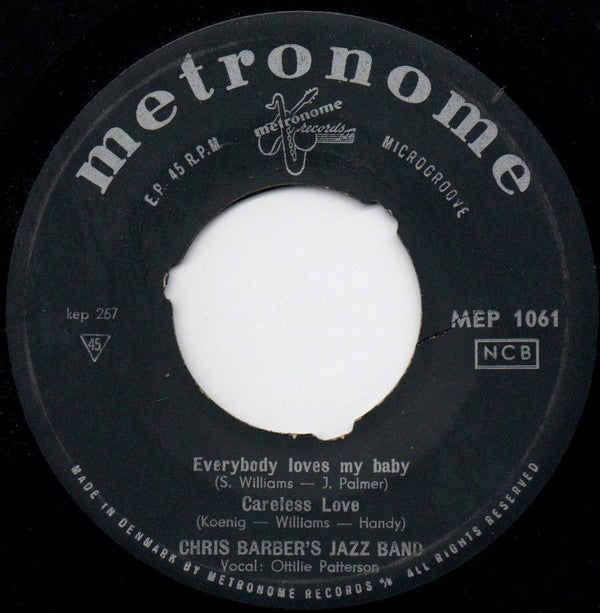 metronome
metronome
records
E.P. 45 R.P.M.
MICROGROOVE
kep 267
45
MEP 1061
NCB
Everybody loves my baby
(S. Williams — J. Palmer)
Careless Love
(Koenig — Williams — Handy)
CHRIS BARBER'S JAZZ BAND
Vocal: Ottilie Patterson
MADE IN DENMARK BY METRONOME RECORDS A/S ALL RIGHTS RESERVED